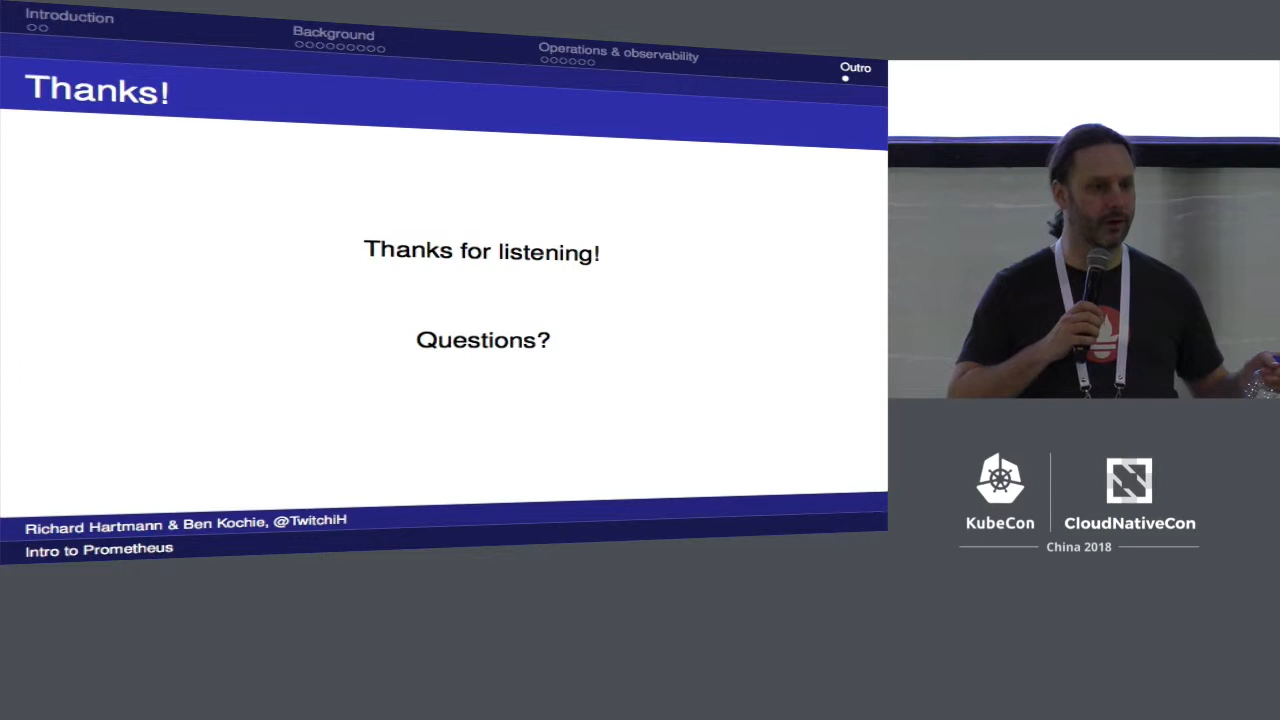 Introduction
Background
Operations & observability
Outro
Thanks!
Thanks for listening!
Questions?
Richard Hartmann & Ben Kochie, @TwitchiH
Intro to Prometheus
KubeCon
CloudNativeCon
China 2018